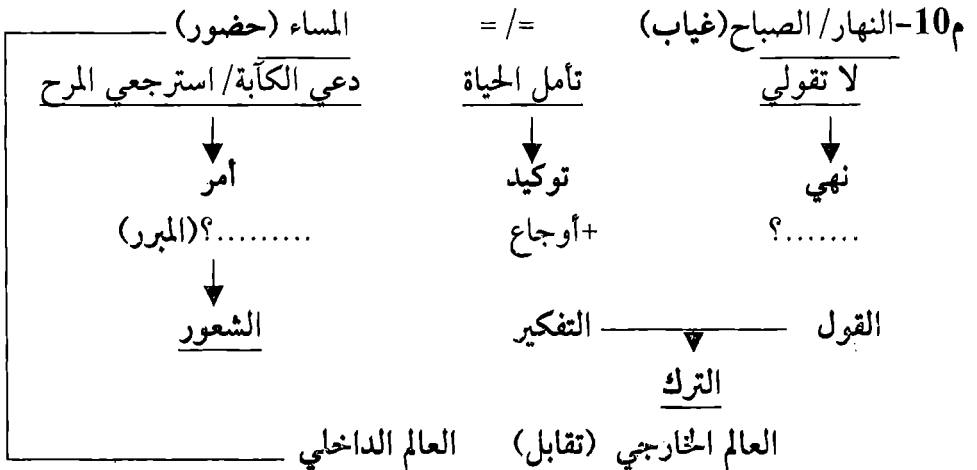 م10-النهار/ الصباح(غياب) =/= المساء (حضور)
لا تقولي تأمل الحياة دعي الكآبة/ استرجعي المرح
نهي توكيد أمر
.......؟ +أوجاع .........؟(المبرر)
القول التفكير الشعور
الترك
العالم الخارجي (تقابل) العالم الداخلي